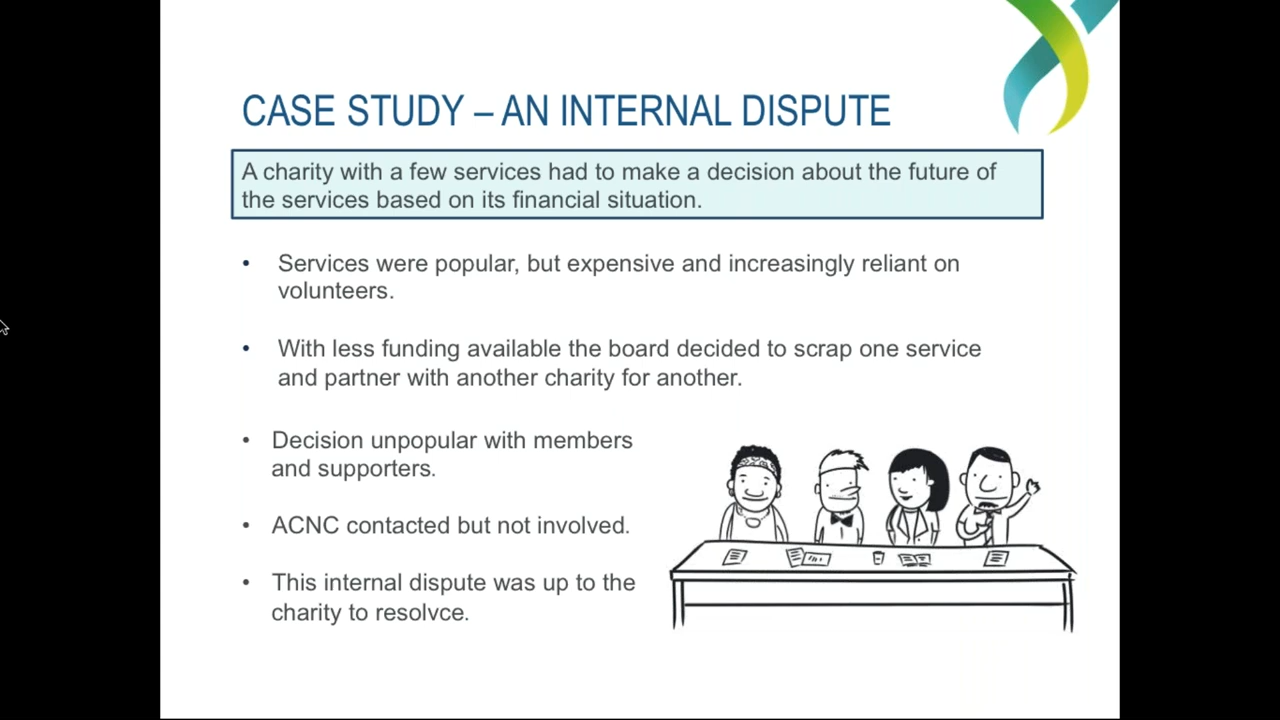 CASE STUDY – AN INTERNAL DISPUTE
A charity with a few services had to make a decision about the future of
the services based on its financial situation.
• Services were popular, but expensive and increasingly reliant on
volunteers.
• With less funding available the board decided to scrap one service
and partner with another charity for another.
• Decision unpopular with members
and supporters.
• ACNC contacted but not involved.
• This internal dispute was up to the
charity to resolvce.